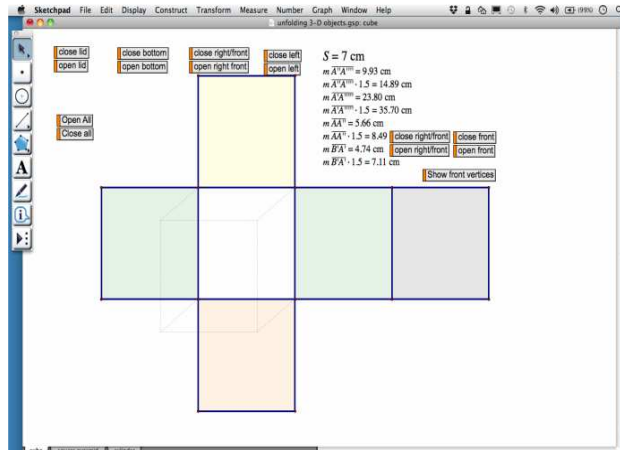 Sketchpad File Edit Display Construct Transform Measure Number Graph Window Help
unfolding 3-D objects.gsp: cube
close lid
open lid
close bottom
open bottom
close right/front
open right front
close left
open left
Open All
Close all
S = 7 cm
= 9.93 cm
· 1.5 = 14.89 cm
= 23.80 cm
· 1.5 = 35.70 cm
m AA" = 5.66 cm
m AA" · 1.5 = 8.49
close right/front
close front
m B'A' = 4.74 cm
open right/front
open front
m B'A' · 1.5 = 7.11 cm
Show front vertices
A